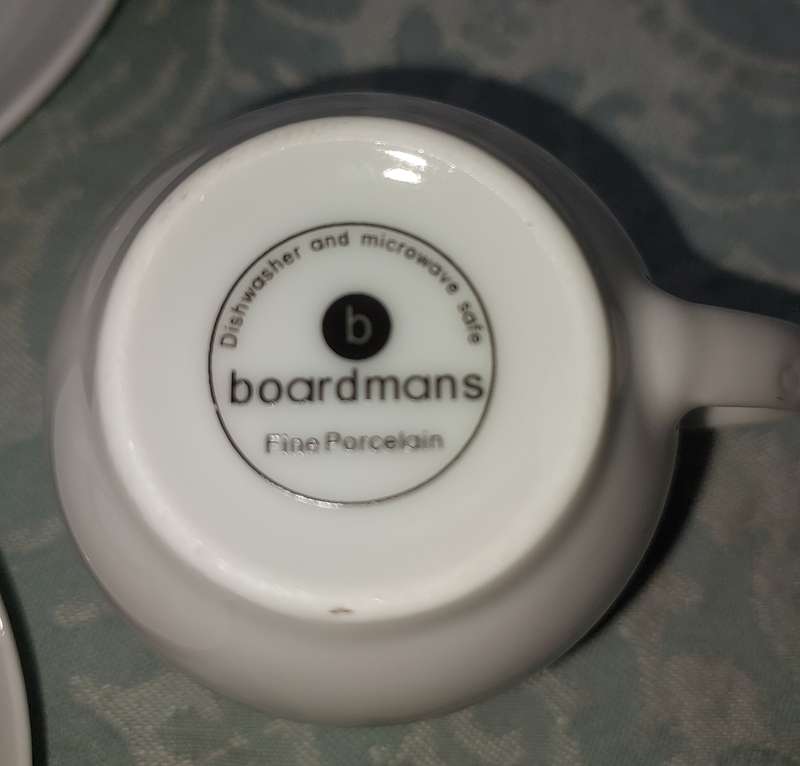 Dishwasher and microwave safe
b
boardmans
Fine Porcelain